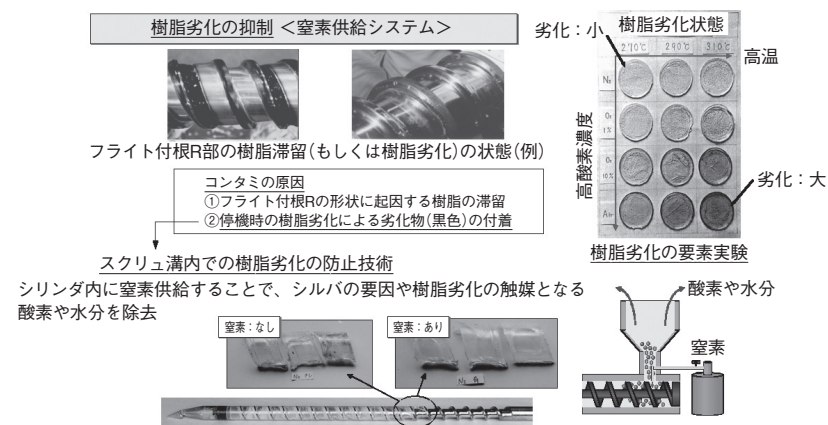 樹脂劣化の抑制 <窒素供給システム>
フライト付根R部の樹脂滞留(もしくは樹脂劣化)の状態(例)
コンタミの原因
①フライト付根Rの形状に起因する樹脂の滞留
②停機時の樹脂劣化による劣化物(黒色)の付着
スクリュ溝内での樹脂劣化の防止技術
シリンダ内に窒素供給することで、シルバの要因や樹脂劣化の触媒となる
酸素や水分を除去
窒素:なし
窒素:あり
劣化:小
樹脂劣化状態
270℃ 290℃ 310℃
高温
高酸素濃度
N₂
O₂
1%
O₂
10%
Air
劣化:大
樹脂劣化の要素実験
酸素や水分
窒素